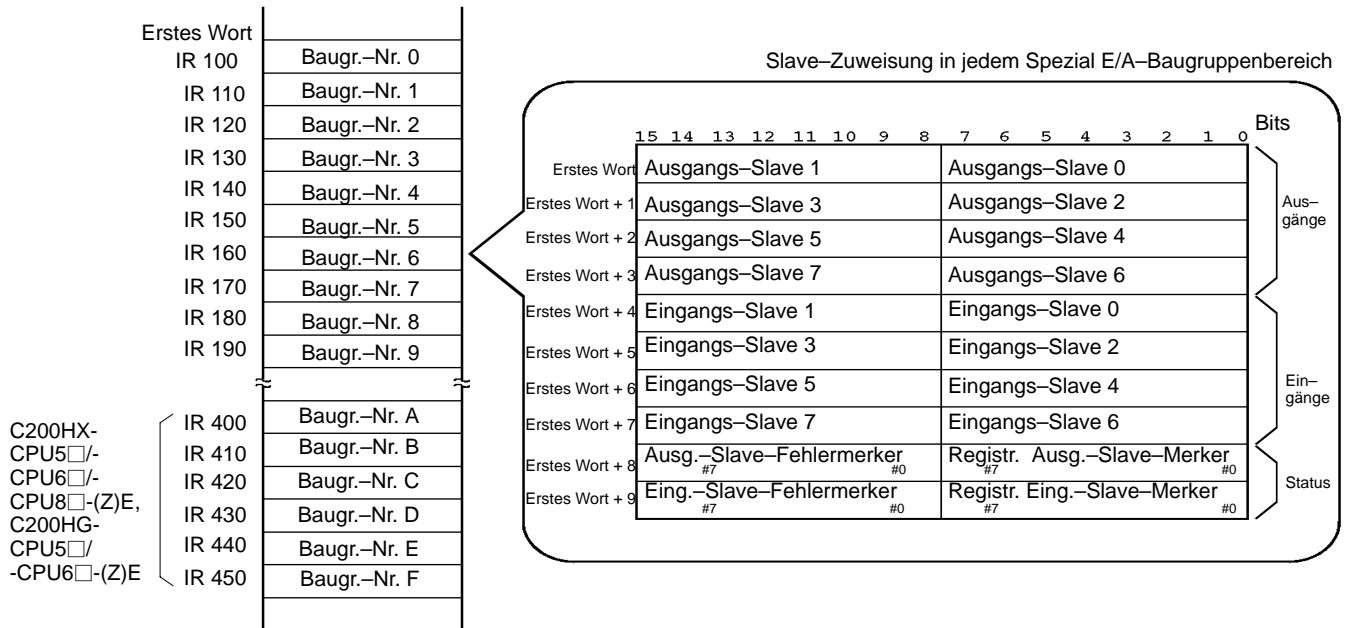 Erstes Wort
IR 100 Baugr.–Nr. 0
IR 110 Baugr.–Nr. 1
IR 120 Baugr.–Nr. 2
IR 130 Baugr.–Nr. 3
IR 140 Baugr.–Nr. 4
IR 150 Baugr.–Nr. 5
IR 160 Baugr.–Nr. 6
IR 170 Baugr.–Nr. 7
IR 180 Baugr.–Nr. 8
IR 190 Baugr.–Nr. 9
IR 400 Baugr.–Nr. A
IR 410 Baugr.–Nr. B
IR 420 Baugr.–Nr. C
IR 430 Baugr.–Nr. D
IR 440 Baugr.–Nr. E
IR 450 Baugr.–Nr. F
C200HX-
CPU5□/-
CPU6□/-
CPU8□-(Z)E,
C200HG-
CPU5□/
-CPU6□-(Z)E
Slave–Zuweisung in jedem Spezial E/A–Baugruppenbereich
15 14 13 12 11 10 9 8 7 6 5 4 3 2 1 0 Bits
Erstes Wort Ausgangs–Slave 1 Ausgangs–Slave 0
Erstes Wort + 1 Ausgangs–Slave 3 Ausgangs–Slave 2
Erstes Wort + 2 Ausgangs–Slave 5 Ausgangs–Slave 4
Erstes Wort + 3 Ausgangs–Slave 7 Ausgangs–Slave 6
Aus–
gänge
Erstes Wort + 4 Eingangs–Slave 1 Eingangs–Slave 0
Erstes Wort + 5 Eingangs–Slave 3 Eingangs–Slave 2
Erstes Wort + 6 Eingangs–Slave 5 Eingangs–Slave 4
Erstes Wort + 7 Eingangs–Slave 7 Eingangs–Slave 6
Ein–
gänge
Erstes Wort + 8 Ausg.–Slave–Fehlermerker Registr. Ausg.–Slave–Merker
#7 #0 #7 #0
Erstes Wort + 9 Eing.–Slave–Fehlermerker Registr. Eing.–Slave–Merker
#7 #0 #7 #0
Status